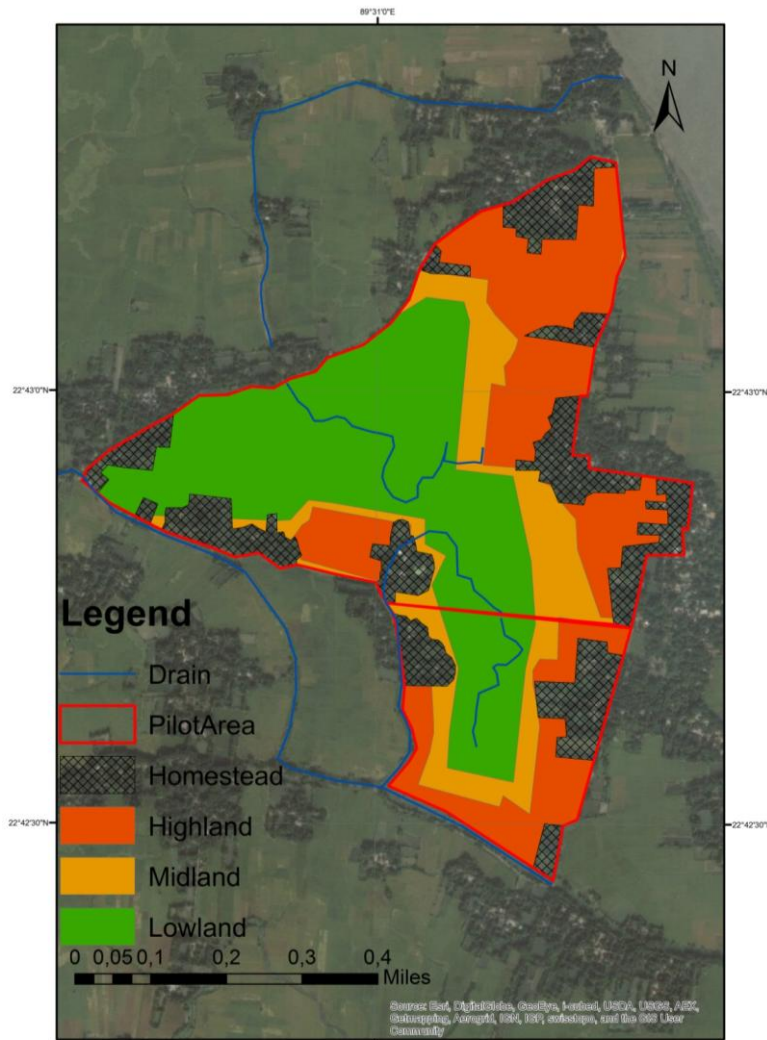 89°31'0"E
N
22°43'0"N
22°43'0"N
Legend
Drain
PilotArea
Homestead
Highland
Midland
Lowland
22°42'30"N
22°42'30"N
0 0,05 0,1 0,2 0,3 0,4
Miles
Source: Esri, DigitalGlobe, GeoEye, i-cubed, USDA, USGS, AEX,
Getmapping, Aerogrid, IGN, IGP, swisstopo, and the GIS User
Community